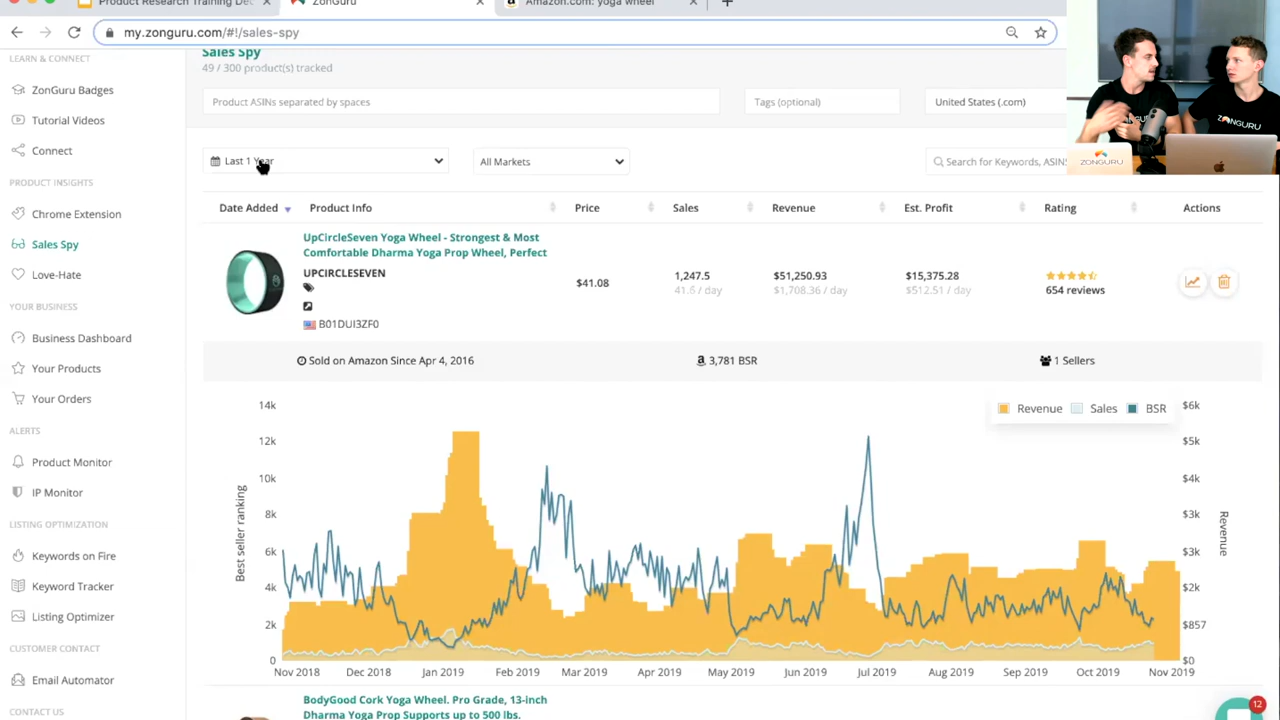 Product Research Training Dec
ZonGuru
Amazon.com: yoga wheel
my.zonguru.com/#!/sales-spy
LEARN & CONNECT
ZonGuru Badges
Tutorial Videos
Connect
PRODUCT INSIGHTS
Chrome Extension
Sales Spy
Love-Hate
YOUR BUSINESS
Business Dashboard
Your Products
Your Orders
ALERTS
Product Monitor
IP Monitor
LISTING OPTIMIZATION
Keywords on Fire
Keyword Tracker
Listing Optimizer
CUSTOMER CONTACT
Email Automator
CONTACT US
Sales Spy
49 / 300 product(s) tracked
Product ASINs separated by spaces
Tags (optional)
United States (.com)
Last 1 Year
All Markets
Search for Keywords, ASINs
Date Added
Product Info
Price
Sales
Revenue
Est. Profit
Rating
Actions
UpCircleSeven Yoga Wheel - Strongest & Most
Comfortable Dharma Yoga Prop Wheel, Perfect
UPCIRCLESEVEN
B01DUI3ZF0
$41.08
1,247.5
41.6 / day
$51,250.93
$1,708.36 / day
$15,375.28
$512.51 / day
654 reviews
Sold on Amazon Since Apr 4, 2016
3,781 BSR
1 Sellers
Revenue
Sales
BSR
Best seller ranking
14k
12k
10k
8k
6k
4k
2k
0
$6k
$5k
$4k
$3k
$3k
$2k
$857
$0
Revenue
Nov 2018
Dec 2018
Jan 2019
Feb 2019
Mar 2019
Apr 2019
May 2019
Jun 2019
Jul 2019
Aug 2019
Sep 2019
Oct 2019
Nov 2019
BodyGood Cork Yoga Wheel. Pro Grade, 13-inch
Dharma Yoga Prop Supports up to 500 lbs.
12
ZONGURU
ZONGURU